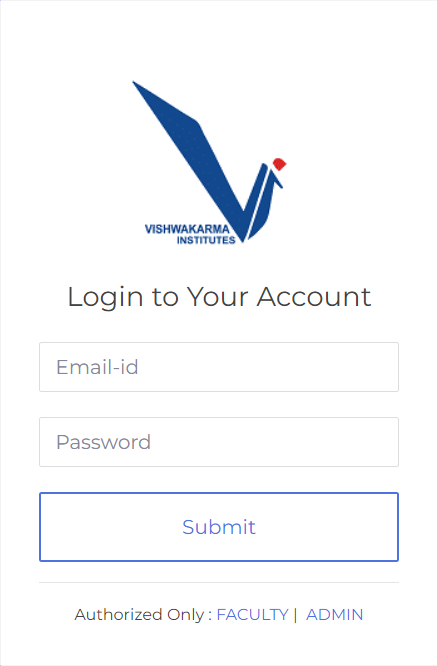 VISHWAKARMA
INSTITUTES
Login to Your Account
Email-id
Password
Submit
Authorized Only : FACULTY | ADMIN